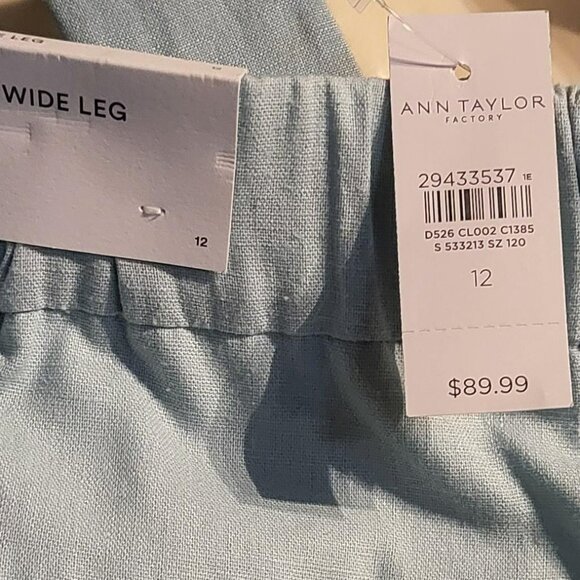 WIDE LEG
12
ANN TAYLOR
FACTORY
29433537 1E
D526 CL002 C1385
S 533213 SZ 120
12
$89.99